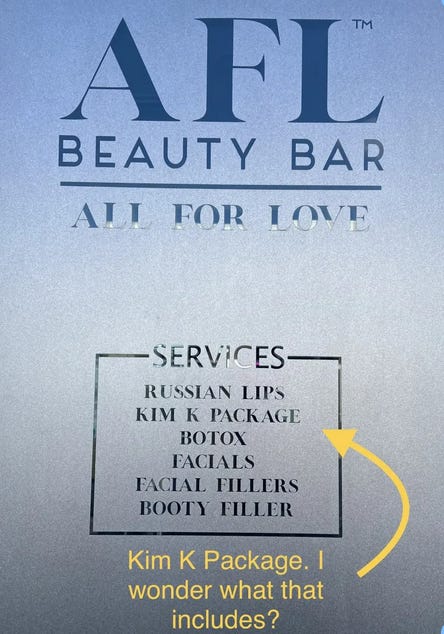 AFL™
BEAUTY BAR
ALL FOR LOVE
SERVICES
RUSSIAN LIPS
KIM K PACKAGE
BOTOX
FACIALS
FACIAL FILLERS
BOOTY FILLER
Kim K Package. I
wonder what that
includes?